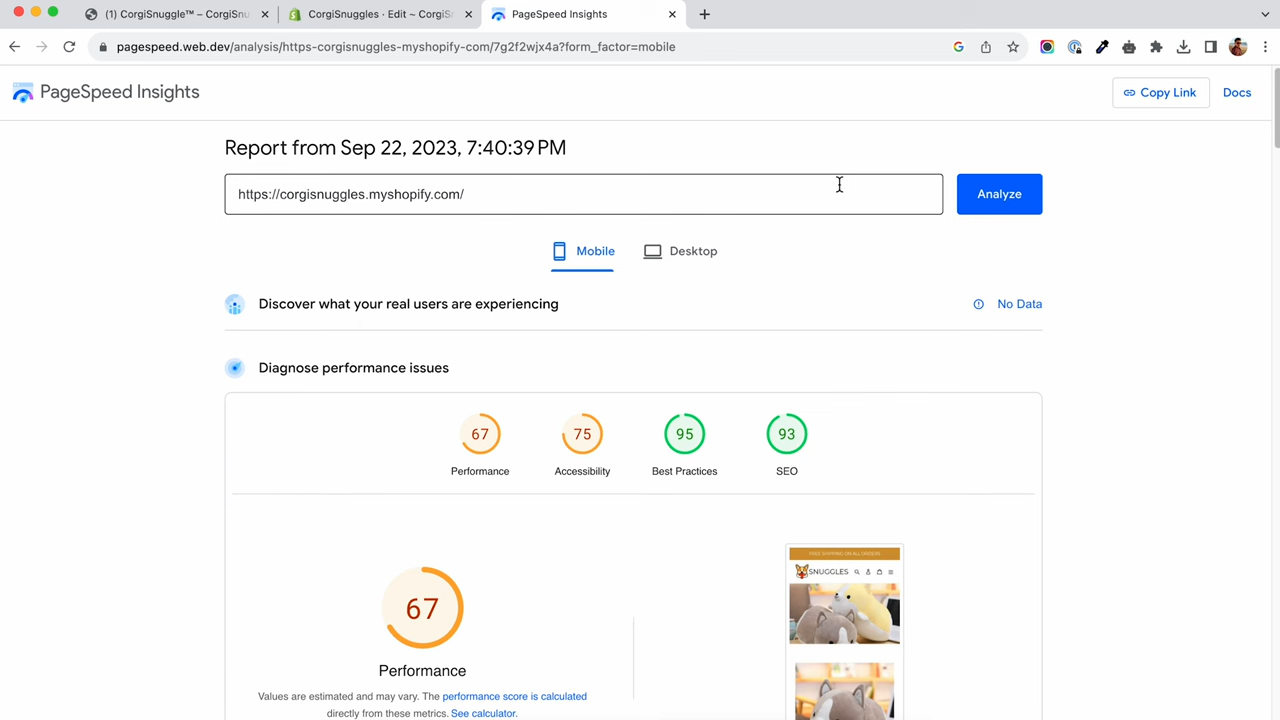 (1) CorgiSnuggle™ – CorgiSnu
CorgiSnuggles · Edit ~ CorgiSn
PageSpeed Insights
pagespeed.web.dev/analysis/https-corgisnuggles-myshopify-com/7g2f2wjx4a?form_factor=mobile
PageSpeed Insights
Copy Link
Docs
Report from Sep 22, 2023, 7:40:39 PM
https://corgisnuggles.myshopify.com/
Analyze
Mobile
Desktop
Discover what your real users are experiencing
No Data
Diagnose performance issues
67
75
95
93
Performance
Accessibility
Best Practices
SEO
FREE SHIPPING ON ALL ORDERS
SNUGGLES
67
Performance
Values are estimated and may vary. The performance score is calculated
directly from these metrics. See calculator.